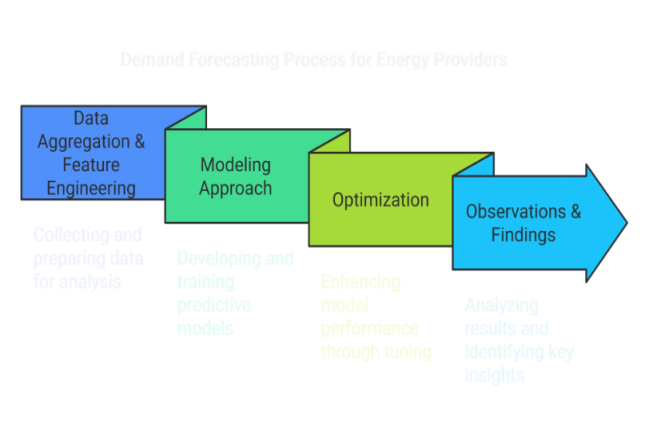 Demand Forecasting Process for Energy Providers
Data
Aggregation &
Feature
Engineering
Collecting and
preparing data
for analysis
Modeling
Approach
Developing and
training
predictive
models
Optimization
Enhancing
model
performance
through tuning
Observations &
Findings
Analyzing
results and
identifying key
insights